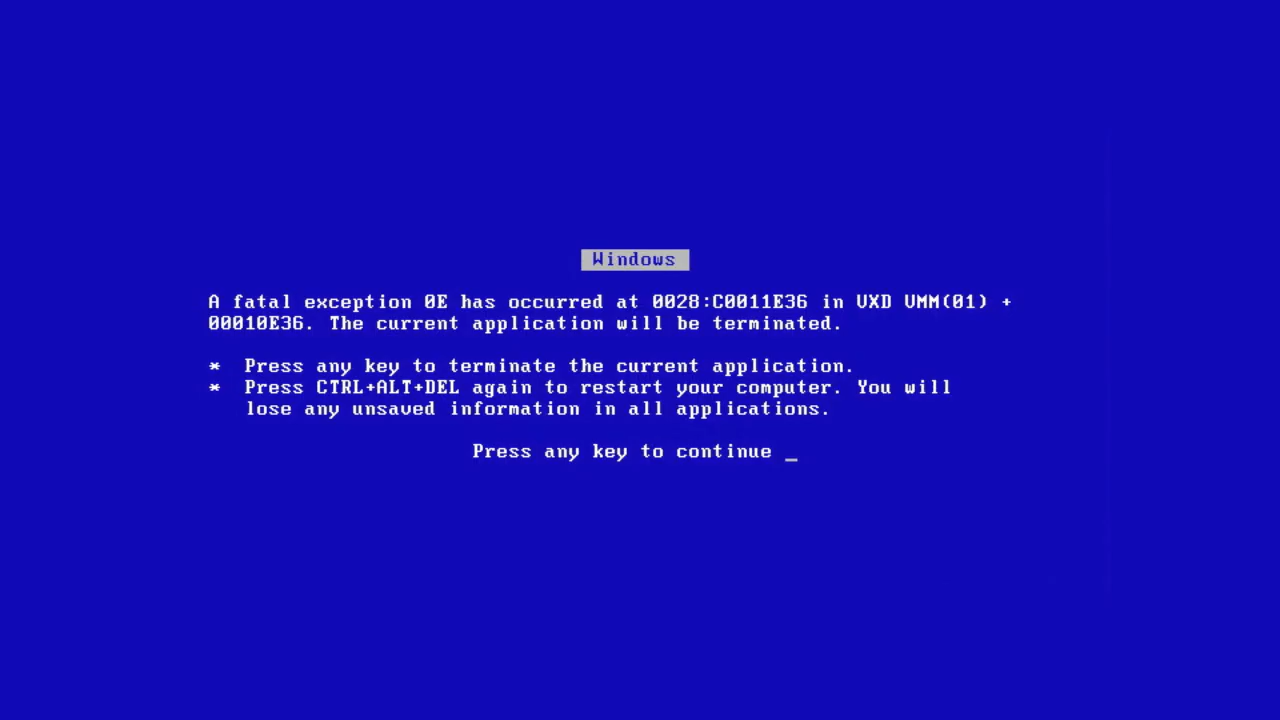 Windows
A fatal exception 0E has occurred at 0028:C0011E36 in VXD VMM(01) +
00010E36. The current application will be terminated.
* Press any key to terminate the current application.
* Press CTRL+ALT+DEL again to restart your computer. You will
lose any unsaved information in all applications.
Press any key to continue _